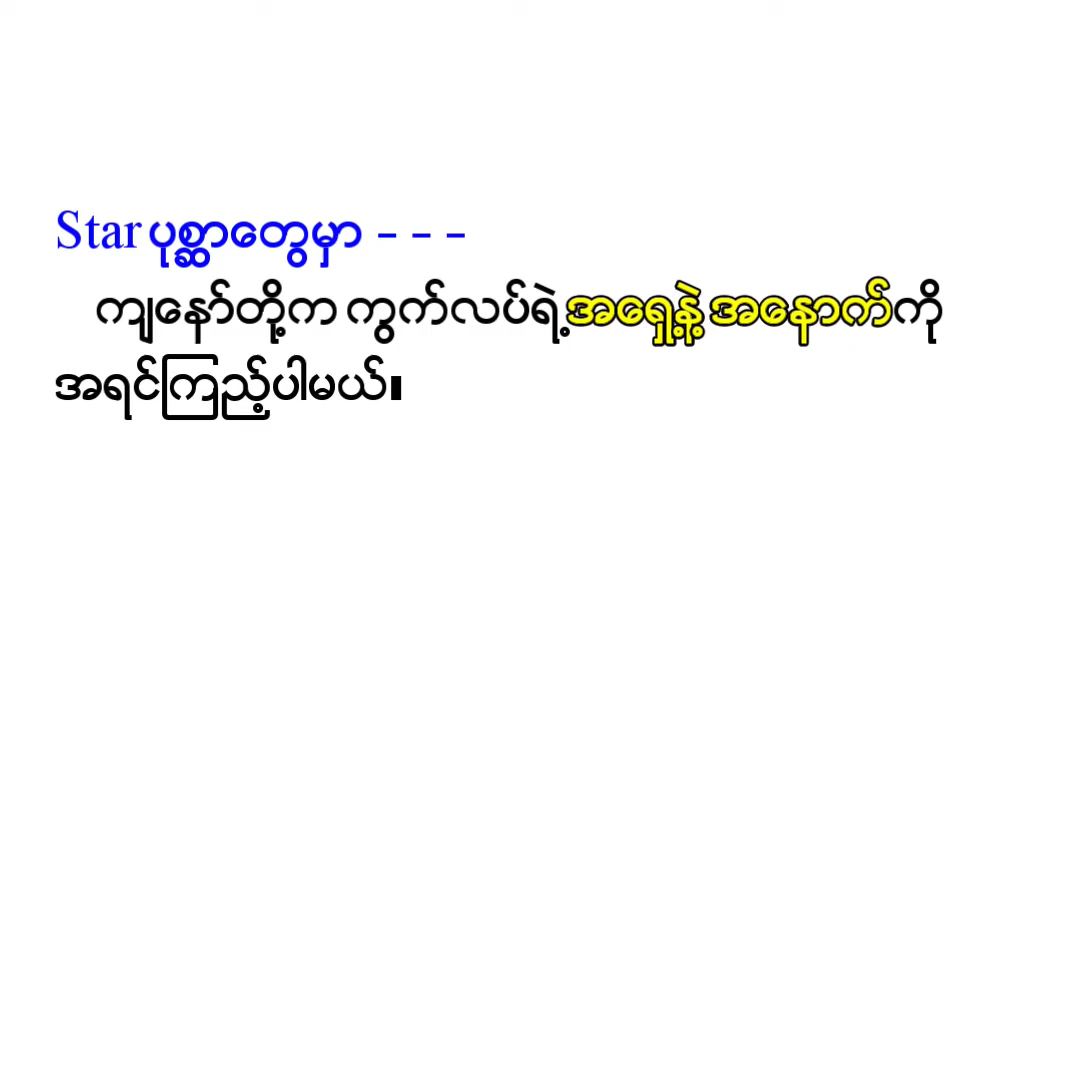 Star ပုစ္ဆာတွေမှာ - - -
ကျနော်တို့က ကွက်လပ်ရဲ့အရှေ့နဲ့ အနောက်ကို
အရင်ကြည့်ပါမယ်။